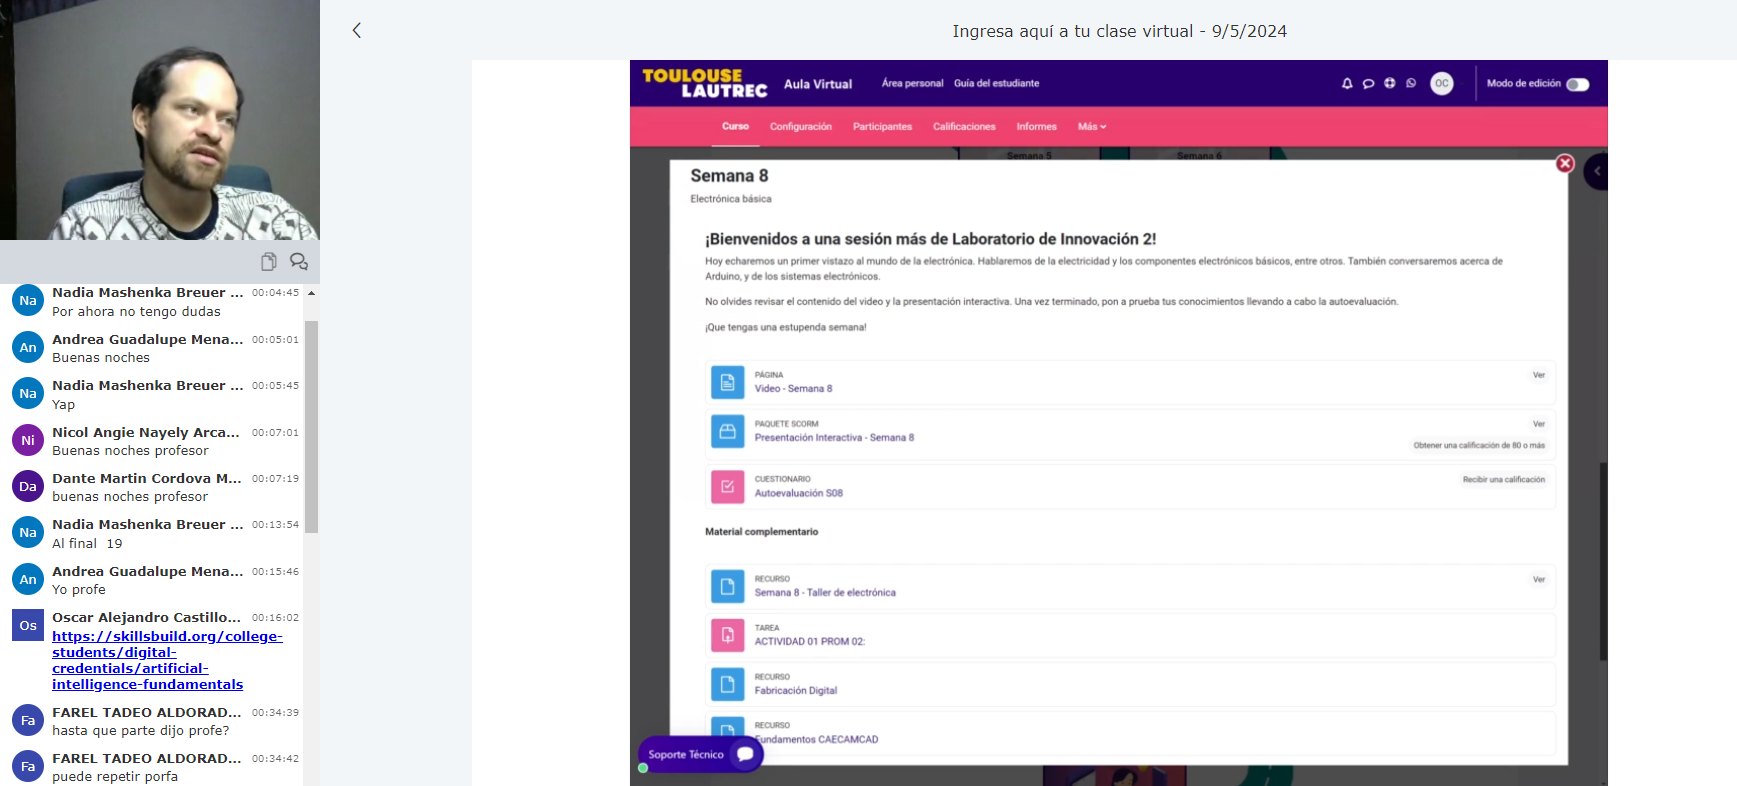 Ingresa aquí a tu clase virtual - 9/5/2024
Nadia Mashenka Breuer ... 00:04:45
Por ahora no tengo dudas
Andrea Guadalupe Mena... 00:05:01
Buenas noches
Nadia Mashenka Breuer ... 00:05:45
Yap
Nicol Angie Nayely Arca... 00:07:01
Buenas noches profesor
Dante Martin Cordova M... 00:07:19
buenas noches profesor
Nadia Mashenka Breuer ... 00:13:54
Al final 19
Andrea Guadalupe Mena... 00:15:46
Yo profe
Oscar Alejandro Castillo... 00:16:02
https://skillsbuild.org/college-
students/digital-
credentials/artificial-
intelligence-fundamentals
FAREL TADEO ALDORAD... 00:34:39
hasta que parte dijo profe?
FAREL TADEO ALDORAD... 00:34:42
puede repetir porfa
Na
An
Na
Ni
Da
Na
An
Os
Fa
Fa
TOULOUSE
LAUTREC
Aula Virtual Área personal Guía del estudiante OC Modo de edición
Curso Configuración Participantes Calificaciones Informes Más
Semana 5 Semana 6
Semana 8
Electrónica básica
¡Bienvenidos a una sesión más de Laboratorio de Innovación 2!
Hoy echaremos un primer vistazo al mundo de la electrónica. Hablaremos de la electricidad y los componentes electrónicos básicos, entre otros. También conversaremos acerca de
Arduino, y de los sistemas electrónicos.
No olvides revisar el contenido del video y la presentación interactiva. Una vez terminado, pon a prueba tus conocimientos llevando a cabo la autoevaluación.
¡Que tengas una estupenda semana!
PÁGINA Ver
Video - Semana 8
PAQUETE SCORM Ver
Presentación Interactiva - Semana 8
Obtener una calificación de 80 o más
CUESTIONARIO Recibir una calificación
Autoevaluación S08
Material complementario
RECURSO Ver
Semana 8 - Taller de electrónica
TAREA
ACTIVIDAD 01 PROM 02:
RECURSO
Fabricación Digital
RECURSO
Fundamentos CAECAMCAD
Soporte Técnico